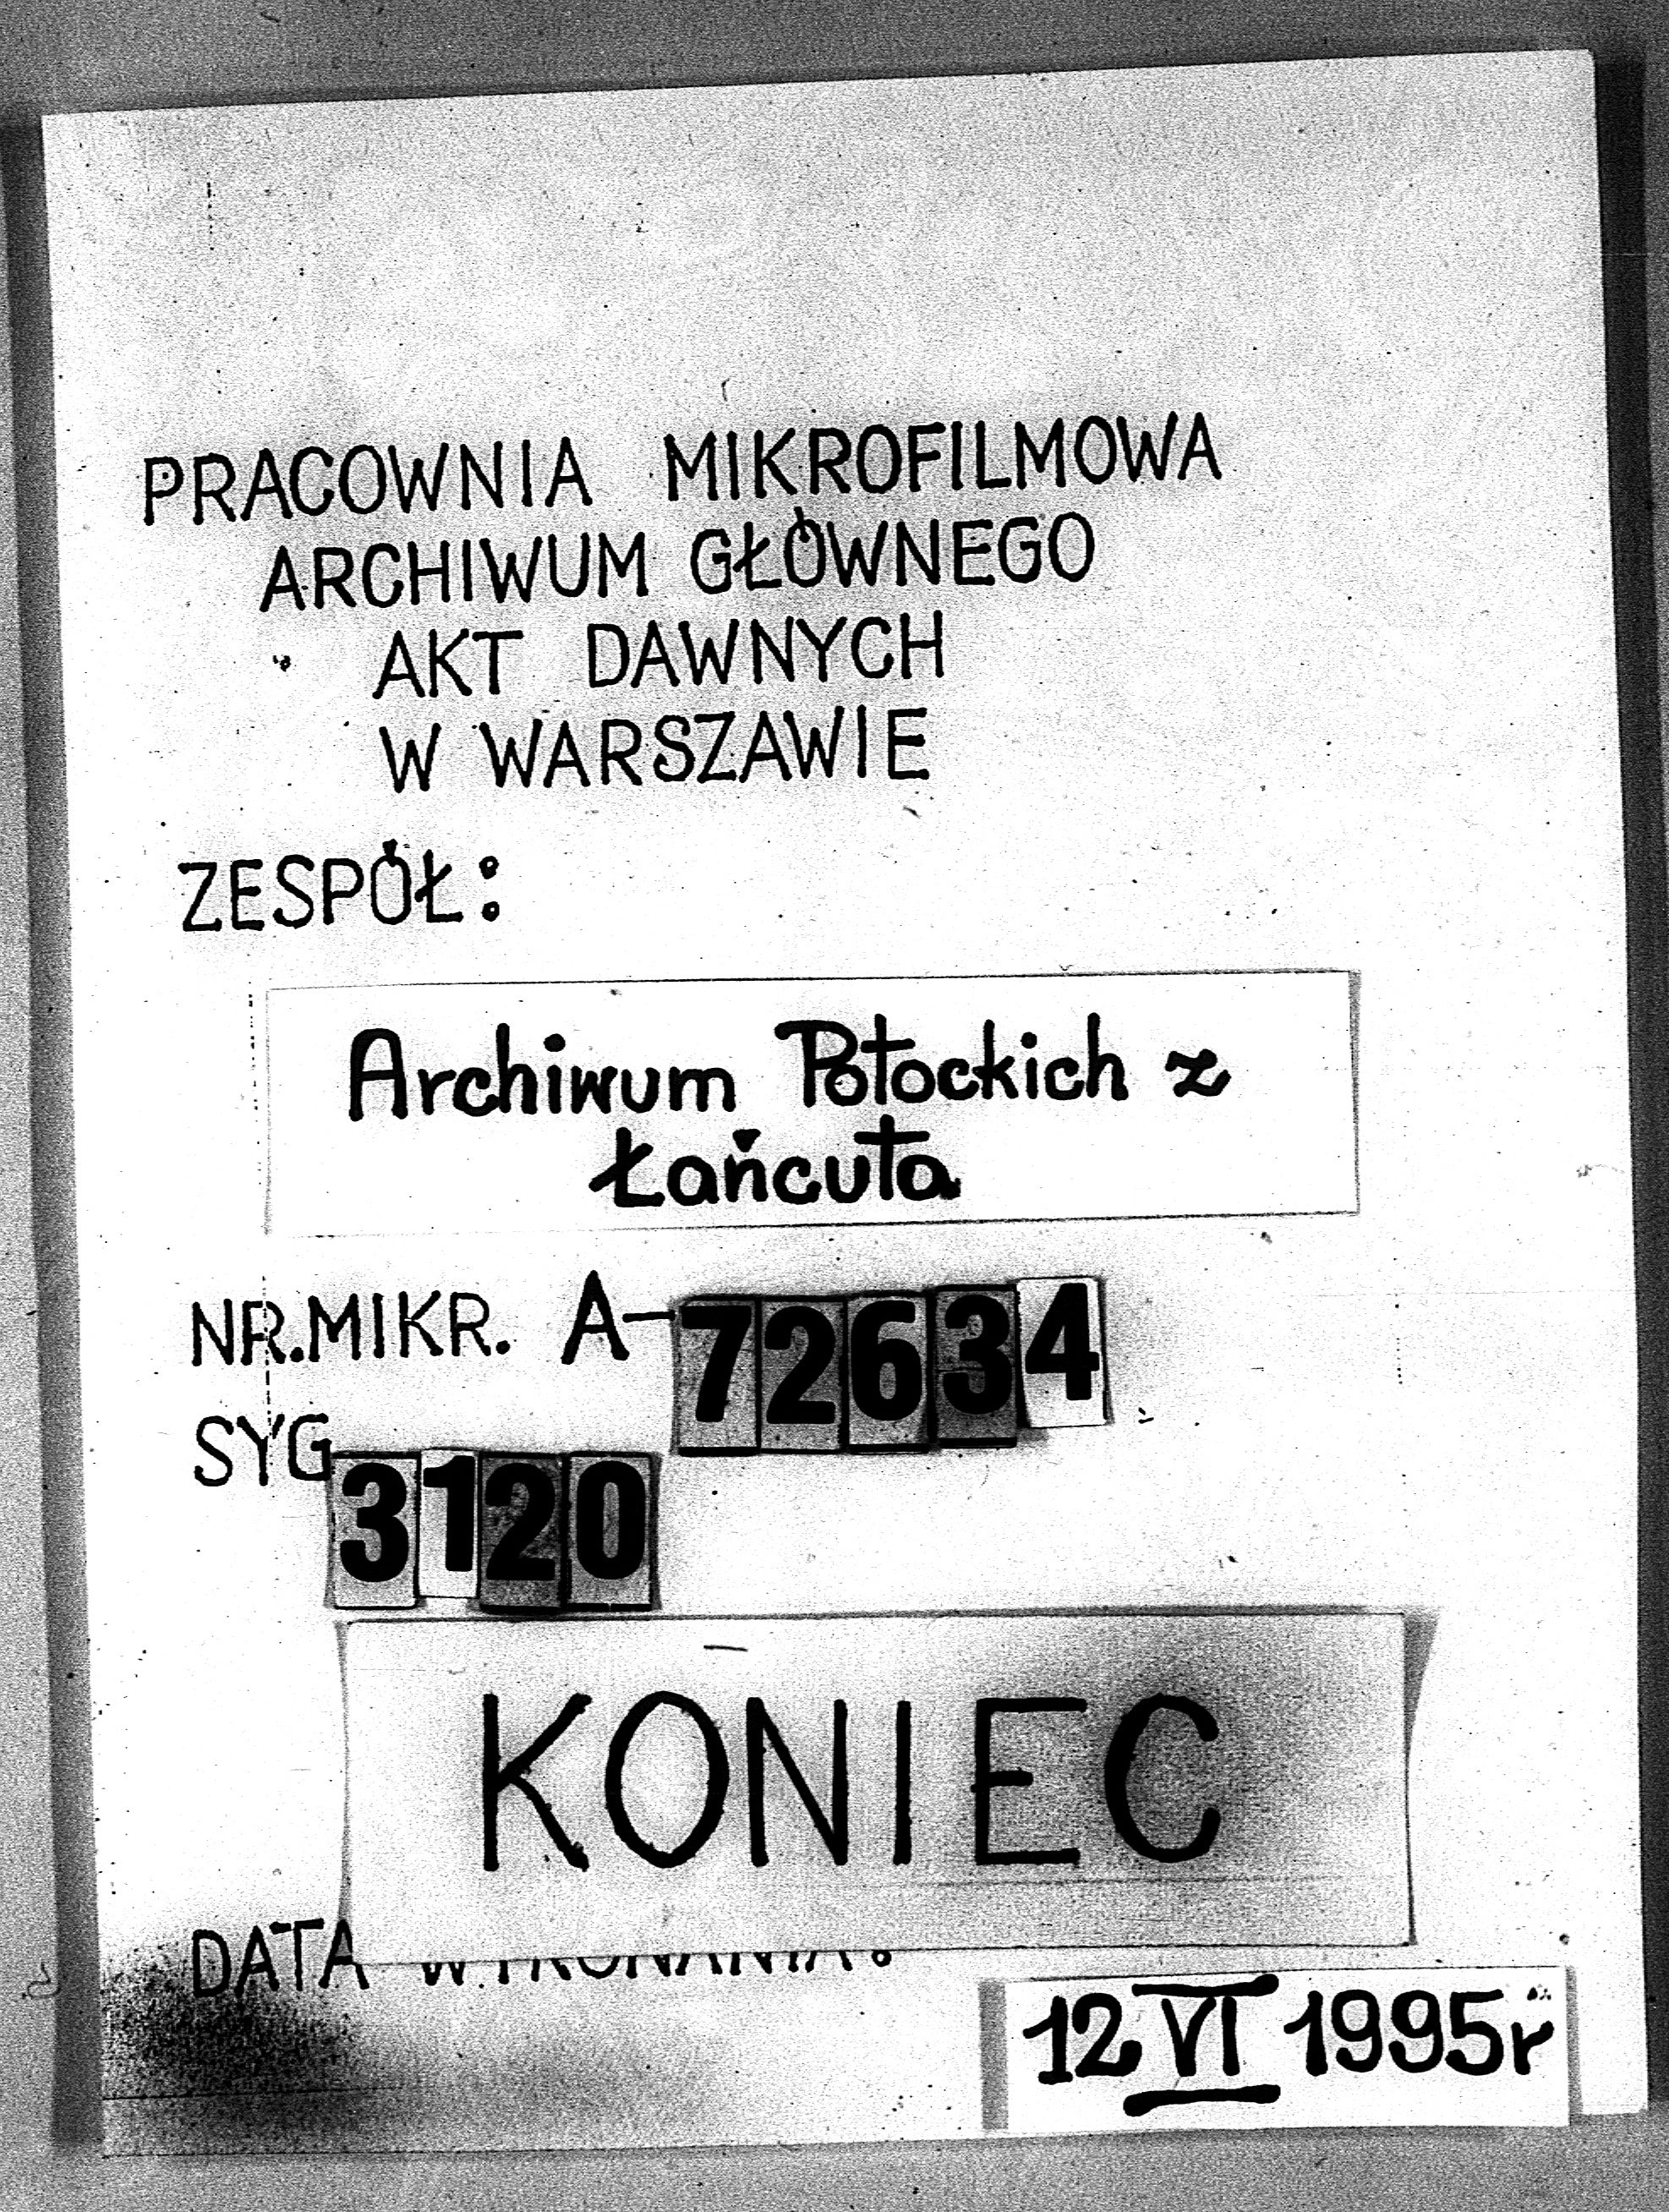 PRACOWNIA MIKROFILMOWA
ARCHIWUM GŁÓWNEGO
AKT DAWNYCH
W WARSZAWIE
ZESPÓŁ:
Archiwum Potockich z
Łańcuta
NR.MIKR. A-72634
SYG 3120
KONIEC
DATA WYKONANIA:
12 VI 1995r